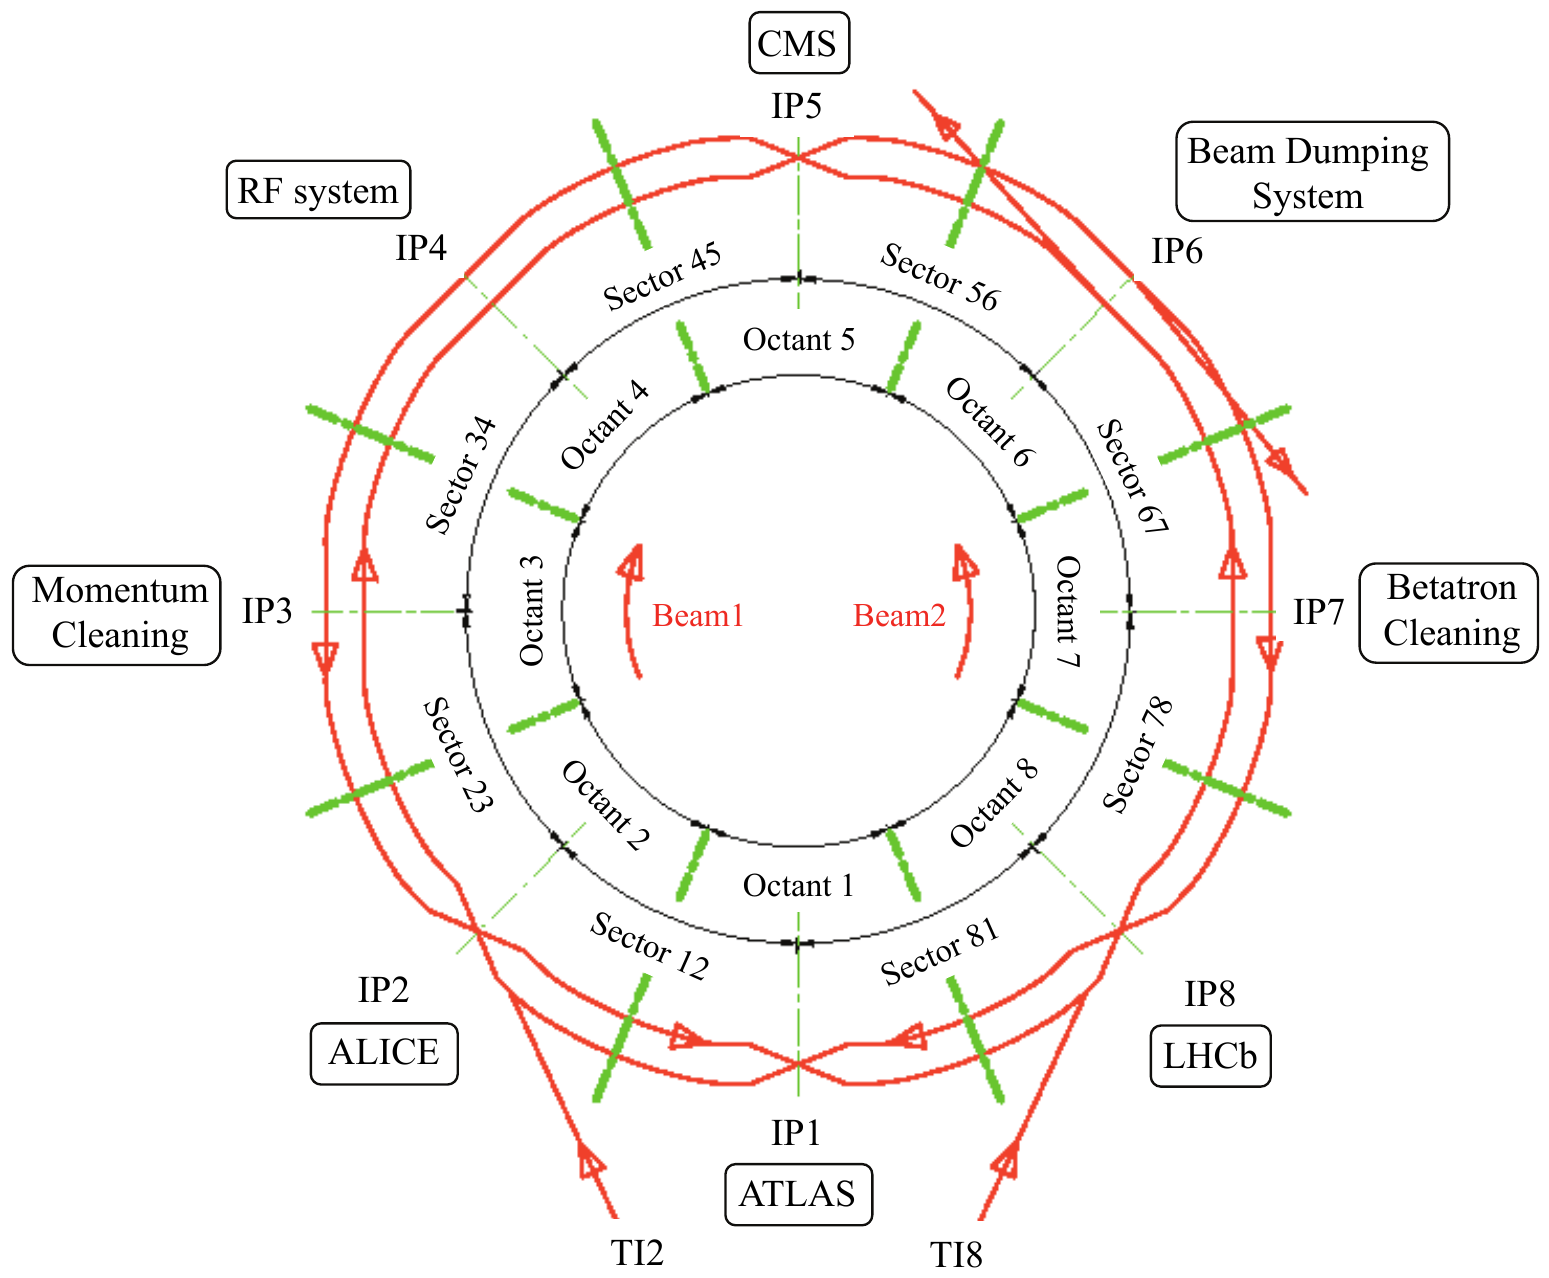 CMS
IP5
Beam Dumping
System
RF system
IP4
IP6
Sector 45
Sector 56
Octant 5
Octant 4
Octant 6
Sector 34
Sector 67
Momentum
Cleaning
IP3
Octant 3
Beam1
Beam2
Octant 7
IP7
Betatron
Cleaning
Sector 23
Sector 78
Octant 2
Octant 8
Octant 1
Sector 12
Sector 81
IP2
ALICE
IP8
LHCb
IP1
ATLAS
TI2
TI8